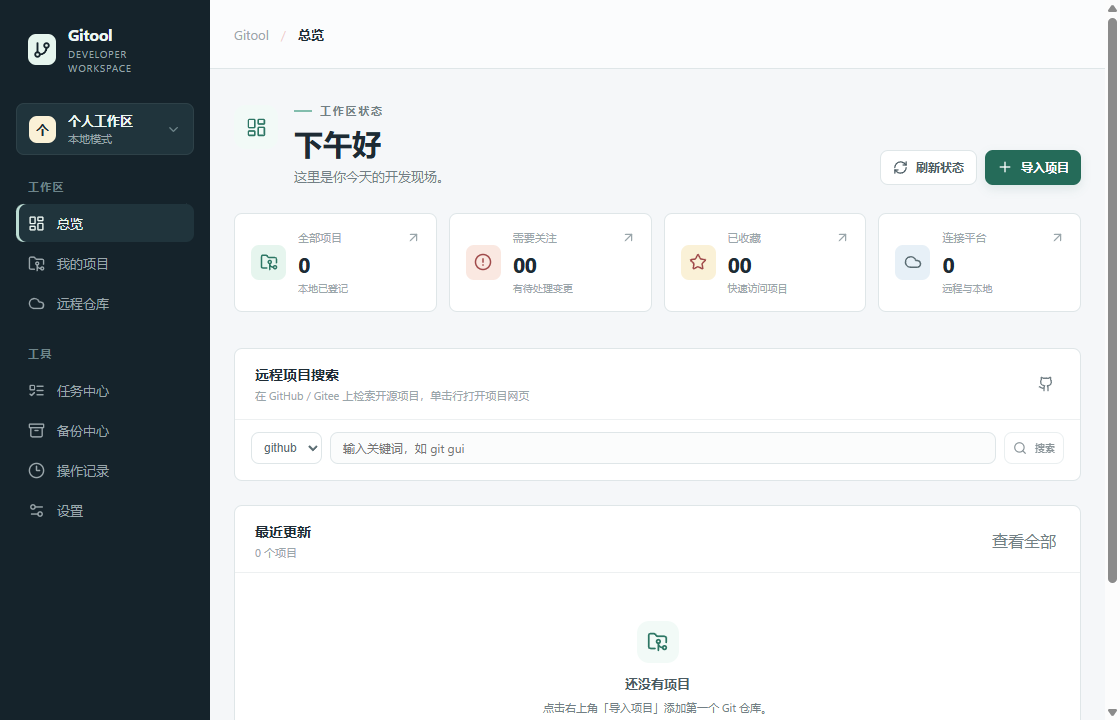 Gitool
DEVELOPER
WORKSPACE
个
个人工作区
本地模式
工作区
总览
我的项目
远程仓库
工具
任务中心
备份中心
操作记录
设置
Gitool / 总览
工作区状态
下午好
这里是你今天的开发现场。
刷新状态
导入项目
全部项目
0
本地已登记
需要关注
00
有待处理变更
已收藏
00
快速访问项目
连接平台
0
远程与本地
远程项目搜索
在 GitHub / Gitee 上检索开源项目，单击行打开项目网页
github
输入关键词，如 git gui
搜索
最近更新
0 个项目
查看全部
还没有项目
点击右上角「导入项目」添加第一个 Git 仓库。